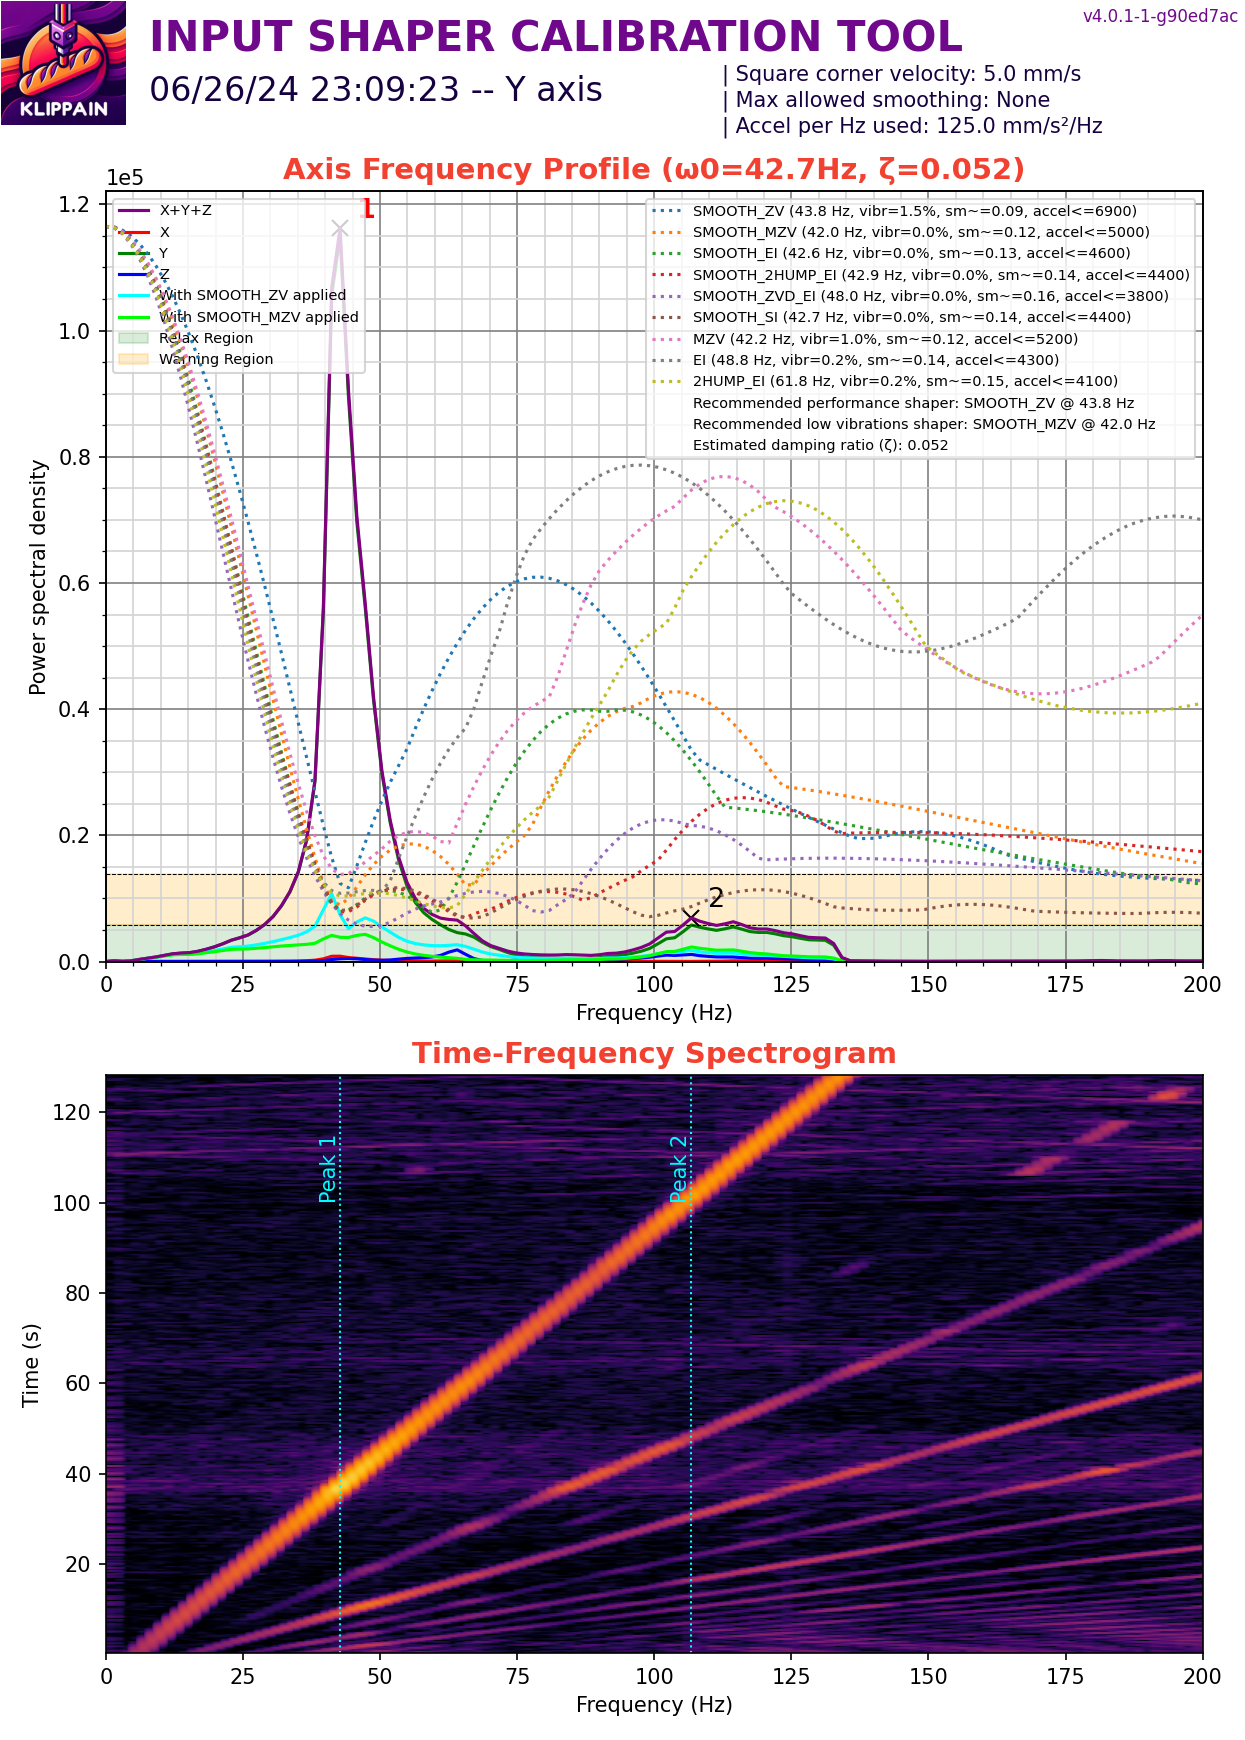 INPUT SHAPER CALIBRATION TOOL
v4.0.1-1-g90ed7ac
KLIPPAIN
06/26/24 23:09:23 -- Y axis
| Square corner velocity: 5.0 mm/s
| Max allowed smoothing: None
| Accel per Hz used: 125.0 mm/s²/Hz
Axis Frequency Profile (ω0=42.7Hz, ζ=0.052)
1e5
X+Y+Z
X
Y
Z
With SMOOTH_ZV applied
With SMOOTH_MZV applied
Relax Region
Warning Region
1
SMOOTH_ZV (43.8 Hz, vibr=1.5%, sm~=0.09, accel<=6900)
SMOOTH_MZV (42.0 Hz, vibr=0.0%, sm~=0.12, accel<=5000)
SMOOTH_EI (42.6 Hz, vibr=0.0%, sm~=0.13, accel<=4600)
SMOOTH_2HUMP_EI (42.9 Hz, vibr=0.0%, sm~=0.14, accel<=4400)
SMOOTH_ZVD_EI (48.0 Hz, vibr=0.0%, sm~=0.16, accel<=3800)
SMOOTH_SI (42.7 Hz, vibr=0.0%, sm~=0.14, accel<=4400)
MZV (42.2 Hz, vibr=1.0%, sm~=0.12, accel<=5200)
EI (48.8 Hz, vibr=0.2%, sm~=0.14, accel<=4300)
2HUMP_EI (61.8 Hz, vibr=0.2%, sm~=0.15, accel<=4100)
Recommended performance shaper: SMOOTH_ZV @ 43.8 Hz
Recommended low vibrations shaper: SMOOTH_MZV @ 42.0 Hz
Estimated damping ratio (ζ): 0.052
2
Power spectral density
1.2
1.0
0.8
0.6
0.4
0.2
0.0
0 25 50 75 100 125 150 175 200
Frequency (Hz)
Time-Frequency Spectrogram
Peak 1
Peak 2
Time (s)
120
100
80
60
40
20
0 25 50 75 100 125 150 175 200
Frequency (Hz)